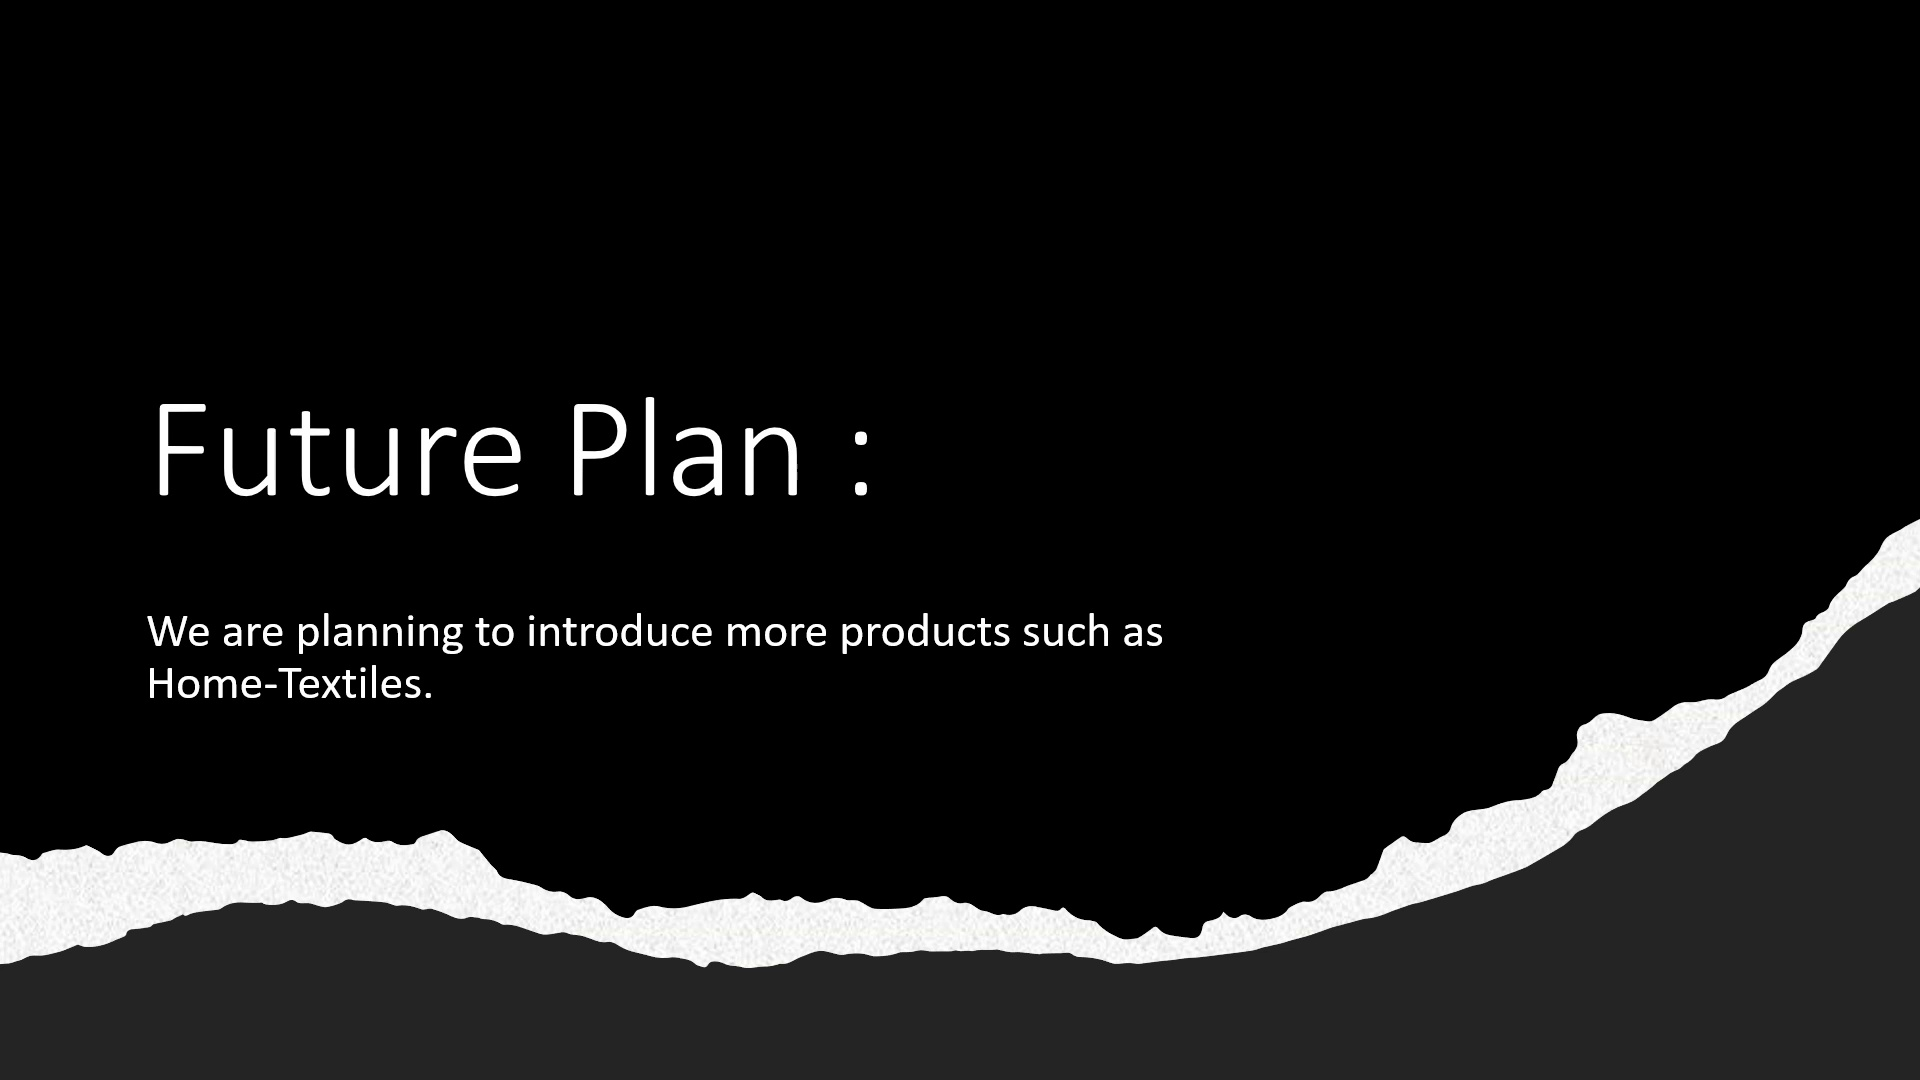 Future Plan :
We are planning to introduce more products such as
Home-Textiles.